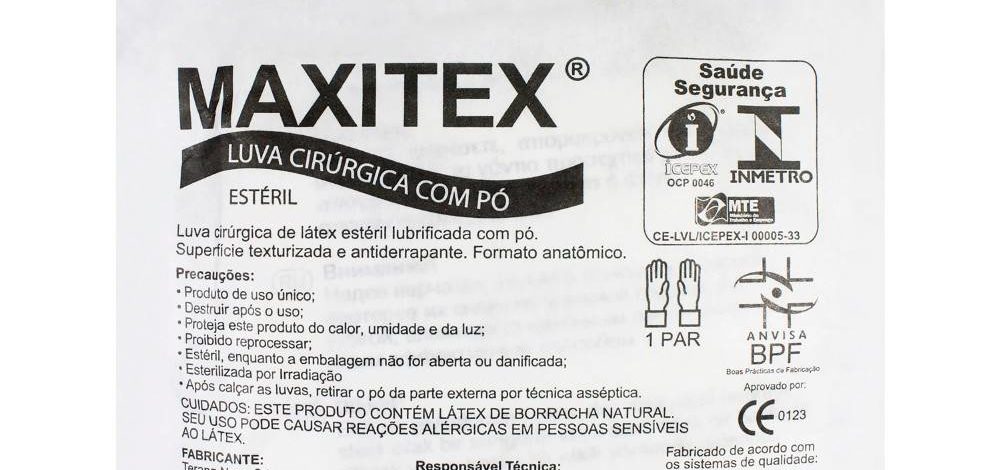 MAXITEX®
LUVA CIRÚRGICA COM PÓ
ESTÉRIL
Luva cirúrgica de látex estéril lubrificada com pó.
Superfície texturizada e antiderrapante. Formato anatômico.
Precauções:
• Produto de uso único;
• Destruir após o uso;
• Proteja este produto do calor, umidade e da luz;
• Proibido reprocessar;
• Estéril, enquanto a embalagem não for aberta ou danificada;
• Esterilizada por Irradiação
• Após calçar as luvas, retirar o pó da parte externa por técnica asséptica.
CUIDADOS: ESTE PRODUTO CONTÉM LÁTEX DE BORRACHA NATURAL.
SEU USO PODE CAUSAR REAÇÕES ALÉRGICAS EM PESSOAS SENSÍVEIS
AO LÁTEX.
FABRICANTE:
Responsável Técnica:
Saúde
Segurança
ICEPEX
OCP 0046
INMETRO
MTE
Ministério do
Trabalho e Emprego
CE-LVL/ICEPEX-I 00005-33
1 PAR
ANVISA
BPF
Boas Práticas de Fabricação
Aprovado por:
CE 0123
Fabricado de acordo com
os sistemas de qualidade: